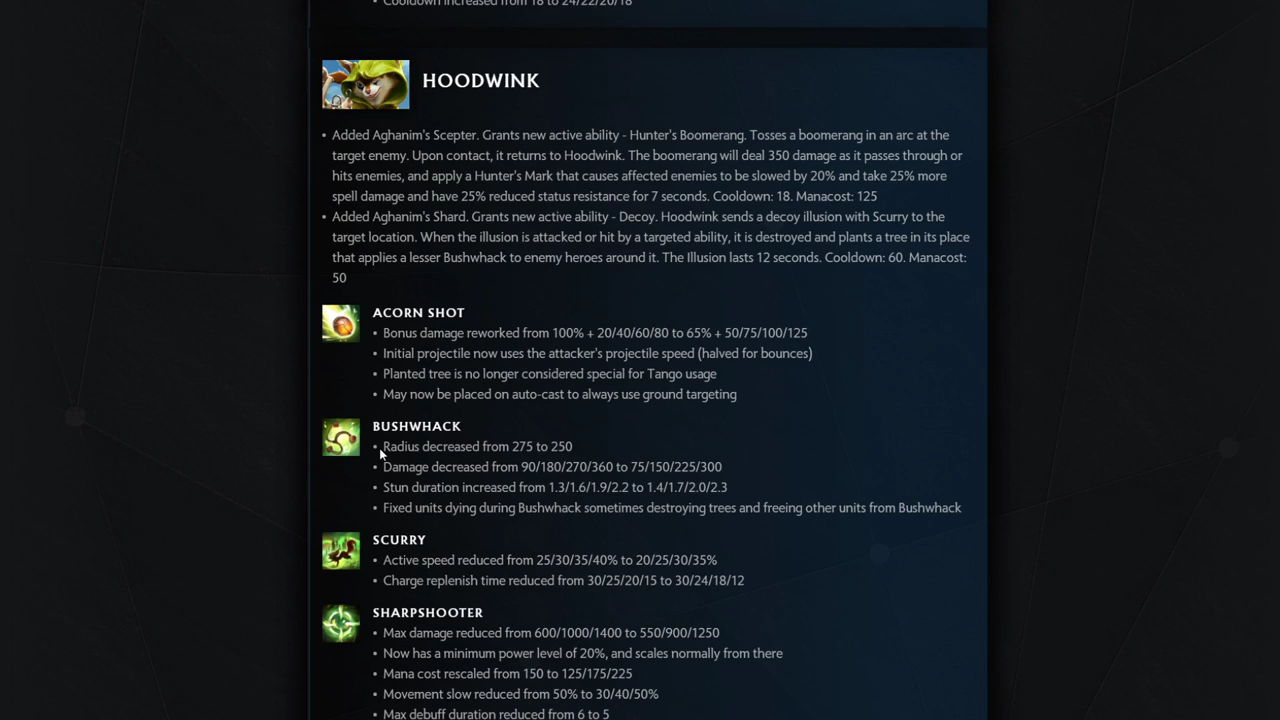 Cooldown increased from 18 to 24/22/20/18
HOODWINK
• Added Aghanim's Scepter. Grants new active ability - Hunter's Boomerang. Tosses a boomerang in an arc at the
target enemy. Upon contact, it returns to Hoodwink. The boomerang will deal 350 damage as it passes through or
hits enemies, and apply a Hunter's Mark that causes affected enemies to be slowed by 20% and take 25% more
spell damage and have 25% reduced status resistance for 7 seconds. Cooldown: 18. Manacost: 125
• Added Aghanim's Shard. Grants new active ability - Decoy. Hoodwink sends a decoy illusion with Scurry to the
target location. When the illusion is attacked or hit by a targeted ability, it is destroyed and plants a tree in its place
that applies a lesser Bushwhack to enemy heroes around it. The Illusion lasts 12 seconds. Cooldown: 60. Manacost:
50
ACORN SHOT
• Bonus damage reworked from 100% + 20/40/60/80 to 65% + 50/75/100/125
• Initial projectile now uses the attacker's projectile speed (halved for bounces)
• Planted tree is no longer considered special for Tango usage
• May now be placed on auto-cast to always use ground targeting
BUSHWHACK
• Radius decreased from 275 to 250
• Damage decreased from 90/180/270/360 to 75/150/225/300
• Stun duration increased from 1.3/1.6/1.9/2.2 to 1.4/1.7/2.0/2.3
• Fixed units dying during Bushwhack sometimes destroying trees and freeing other units from Bushwhack
SCURRY
• Active speed reduced from 25/30/35/40% to 20/25/30/35%
• Charge replenish time reduced from 30/25/20/15 to 30/24/18/12
SHARPSHOOTER
• Max damage reduced from 600/1000/1400 to 550/900/1250
• Now has a minimum power level of 20%, and scales normally from there
• Mana cost rescaled from 150 to 125/175/225
• Movement slow reduced from 50% to 30/40/50%
• Max debuff duration reduced from 6 to 5